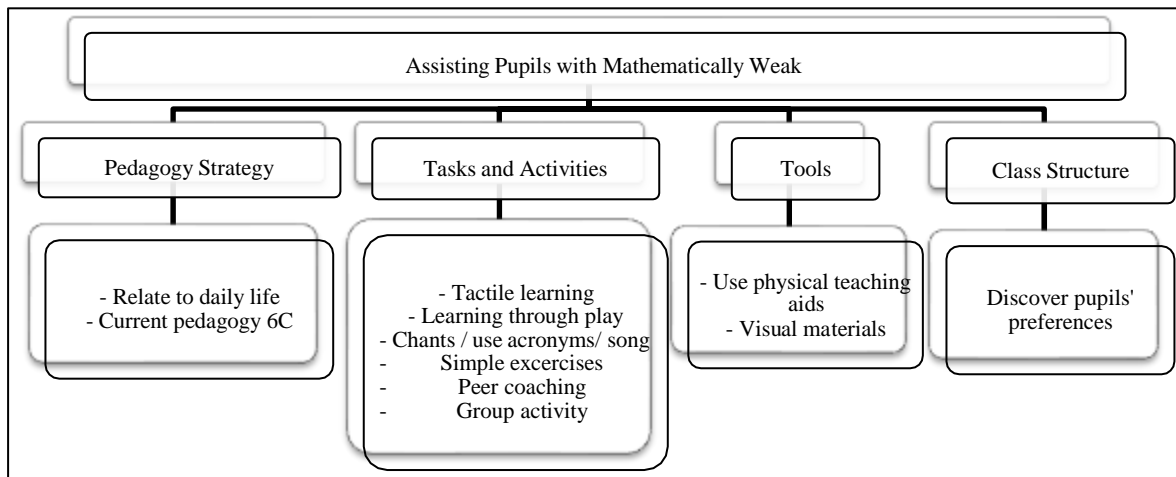 Assisting Pupils with Mathematically Weak
Pedagogy Strategy
Tasks and Activities
Tools
Class Structure
- Relate to daily life
- Current pedagogy 6C
- Tactile learning
- Learning through play
- Chants / use acronyms/ song
- Simple excercises
- Peer coaching
- Group activity
- Use physical teaching
aids
- Visual materials
Discover pupils'
preferences